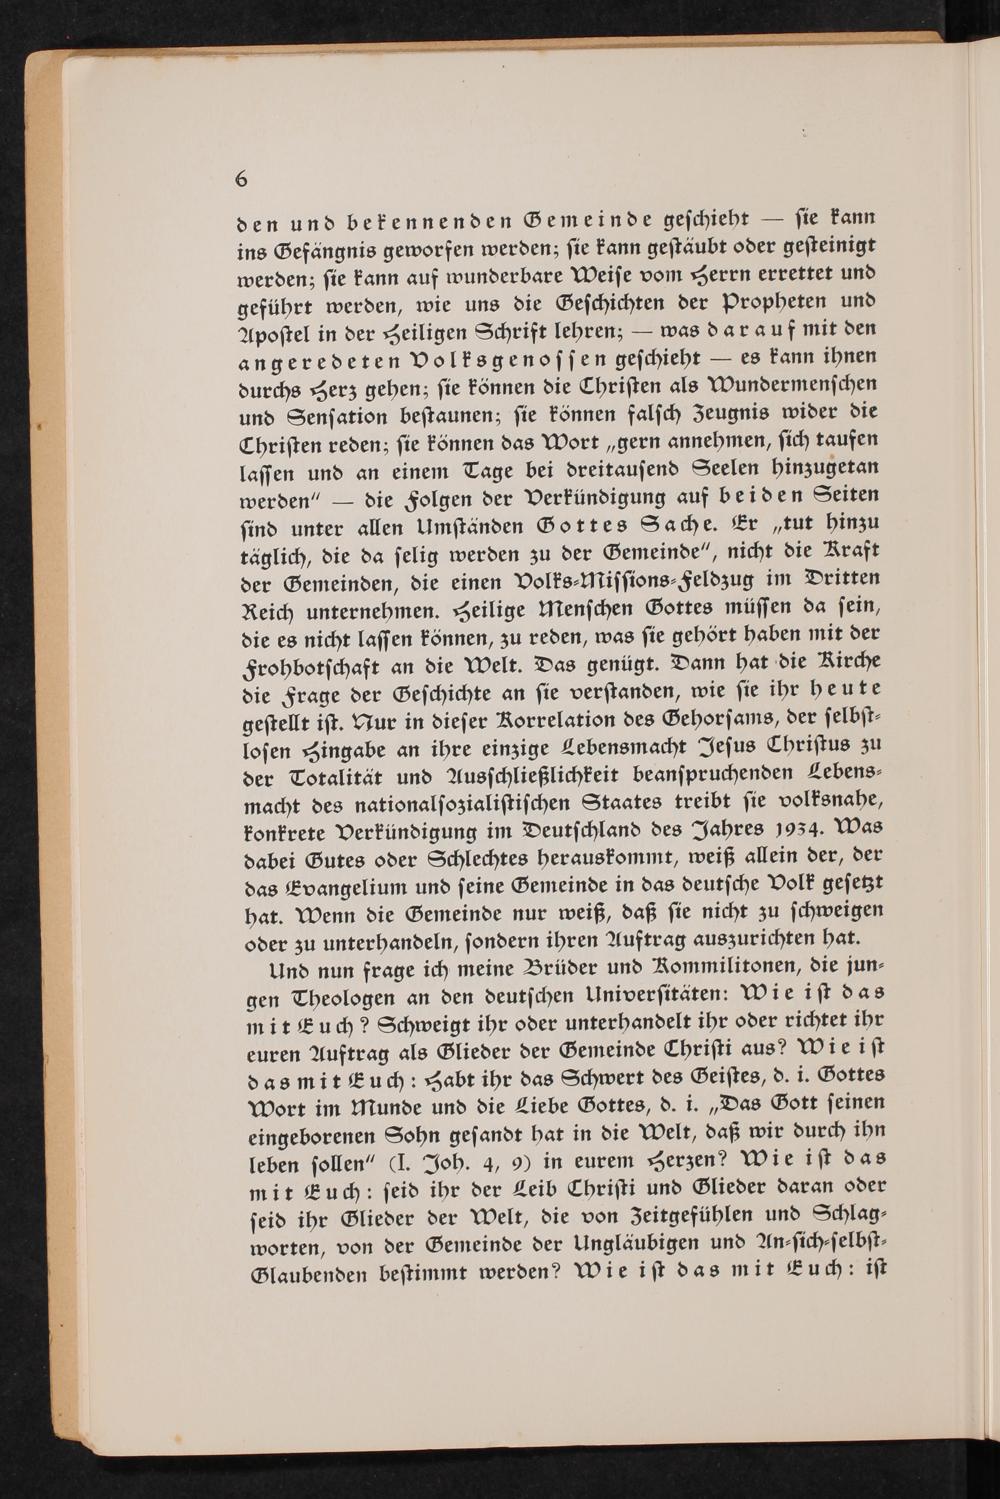 6
den und bekennenden Gemeinde geschieht — sie kann
ins Gefängnis geworfen werden; sie kann gestäubt oder gesteinigt
werden; sie kann auf wunderbare Weise vom Herrn errettet und
geführt werden, wie uns die Geschichten der Propheten und
Apostel in der Heiligen Schrift lehren; — was darauf mit den
angeredeten Volksgenossen geschieht — es kann ihnen
durchs Herz gehen; sie können die Christen als Wundermenschen
und Sensation bestaunen; sie können falsch Zeugnis wider die
Christen reden; sie können das Wort „gern annehmen, sich taufen
lassen und an einem Tage bei dreitausend Seelen hinzugetan
werden“ — die Folgen der Verkündigung auf beiden Seiten
sind unter allen Umständen Gottes Sache. Er „tut hinzu
täglich, die da selig werden zu der Gemeinde“, nicht die Kraft
der Gemeinden, die einen Volks-Missions-Feldzug im Dritten
Reich unternehmen. Heilige Menschen Gottes müssen da sein,
die es nicht lassen können, zu reden, was sie gehört haben mit der
Frohbotschaft an die Welt. Das genügt. Dann hat die Kirche
die Frage der Geschichte an sie verstanden, wie sie ihr heute
gestellt ist. Nur in dieser Korrelation des Gehorsams, der selbst-
losen Hingabe an ihre einzige Lebensmacht Jesus Christus zu
der Totalität und Ausschließlichkeit beanspruchenden Lebens-
macht des nationalsozialistischen Staates treibt sie volksnahe,
konkrete Verkündigung im Deutschland des Jahres 1934. Was
dabei Gutes oder Schlechtes herauskommt, weiß allein der, der
das Evangelium und seine Gemeinde in das deutsche Volk gesetzt
hat. Wenn die Gemeinde nur weiß, daß sie nicht zu schweigen
oder zu unterhandeln, sondern ihren Auftrag auszurichten hat.
Und nun frage ich meine Brüder und Kommilitonen, die jun-
gen Theologen an den deutschen Universitäten: Wie ist das
mit Euch? Schweigt ihr oder unterhandelt ihr oder richtet ihr
euren Auftrag als Glieder der Gemeinde Christi aus? Wie ist
das mit Euch: Habt ihr das Schwert des Geistes, d. i. Gottes
Wort im Munde und die Liebe Gottes, d. i. „Das Gott seinen
eingeborenen Sohn gesandt hat in die Welt, daß wir durch ihn
leben sollen“ (I. Joh. 4, 9) in eurem Herzen? Wie ist das
mit Euch: seid ihr der Leib Christi und Glieder daran oder
seid ihr Glieder der Welt, die von Zeitgefühlen und Schlag-
worten, von der Gemeinde der Ungläubigen und An-sich-selbst-
Glaubenden bestimmt werden? Wie ist das mit Euch: ist